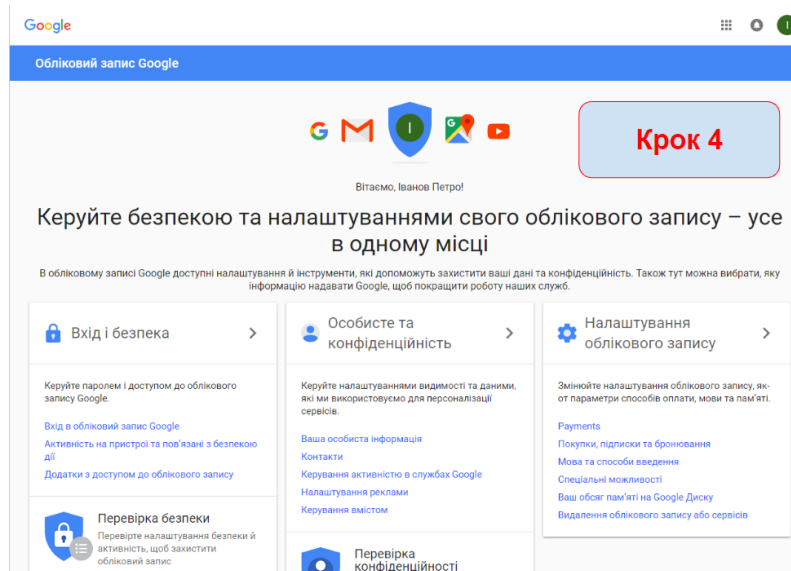 Google
Обліковий запис Google
Крок 4
Вітаємо, Іванов Петро!
Керуйте безпекою та налаштуваннями свого облікового запису – усе
в одному місці
В обліковому записі Google доступні налаштування й інструменти, які допоможуть захистити ваші дані та конфіденційність. Також тут можна вибрати, яку
інформацію надавати Google, щоб покращити роботу наших служб.
Вхід і безпека
Керуйте паролем і доступом до облікового
запису Google.
Вхід в обліковий запис Google
Активність на пристрої та пов'язані з безпекою
дії
Додатки з доступом до облікового запису
Перевірка безпеки
Перевірте налаштування безпеки й
активність, щоб захистити
обліковий запис
Особисте та
конфіденційність
Керуйте налаштуваннями видимості та даними,
які ми використовуємо для персоналізації
сервісів.
Ваша особиста інформація
Контакти
Керування активністю в службах Google
Налаштування реклами
Керування вмістом
Перевірка
конфіденційності
Налаштування
облікового запису
Змінюйте налаштування облікового запису, як-
от параметри способів оплати, мови та пам'яті.
Payments
Покупки, підписки та бронювання
Мова та способи введення
Спеціальні можливості
Ваш обсяг пам'яті на Google Диску
Видалення облікового запису або сервісів